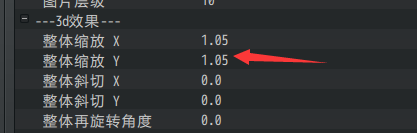 图片层级 10
---3d效果---
整体缩放 X 1.05
整体缩放 Y 1.05
整体斜切 X 0.0
整体斜切 Y 0.0
整体再旋转角度 0.0